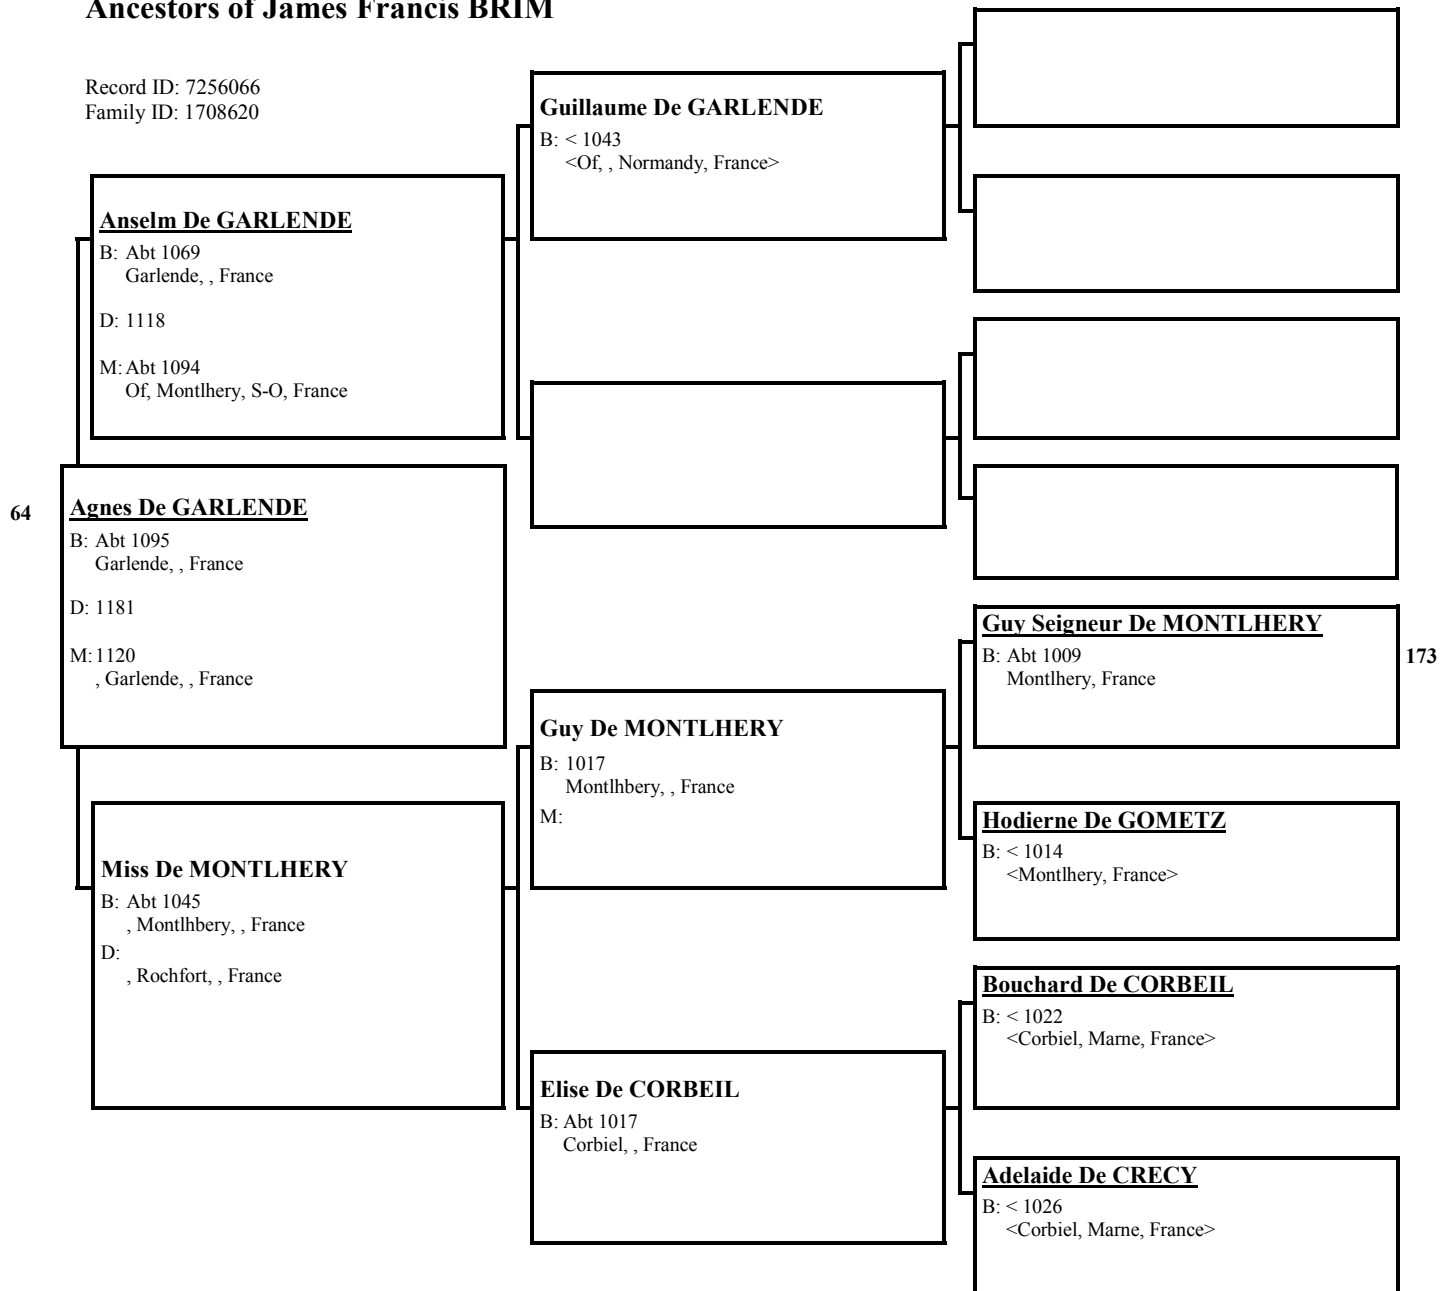 Ancestors of James Francis BRIM
Record ID: 7256066
Family ID: 1708620
Guillaume De GARLENDE
B: < 1043
<Of, , Normandy, France>
Anselm De GARLENDE
B: Abt 1069
Garlende, , France
D: 1118
M: Abt 1094
Of, Montlhery, S-O, France
64
Agnes De GARLENDE
B: Abt 1095
Garlende, , France
D: 1181
M: 1120
, Garlende, , France
Guy Seigneur De MONTLHERY
B: Abt 1009
Montlhery, France
173
Guy De MONTLHERY
B: 1017
Montlhbery, , France
M:
Hodierne De GOMETZ
B: < 1014
<Montlhery, France>
Miss De MONTLHERY
B: Abt 1045
, Montlhbery, , France
D:
, Rochfort, , France
Bouchard De CORBEIL
B: < 1022
<Corbiel, Marne, France>
Elise De CORBEIL
B: Abt 1017
Corbiel, , France
Adelaide De CRECY
B: < 1026
<Corbiel, Marne, France>